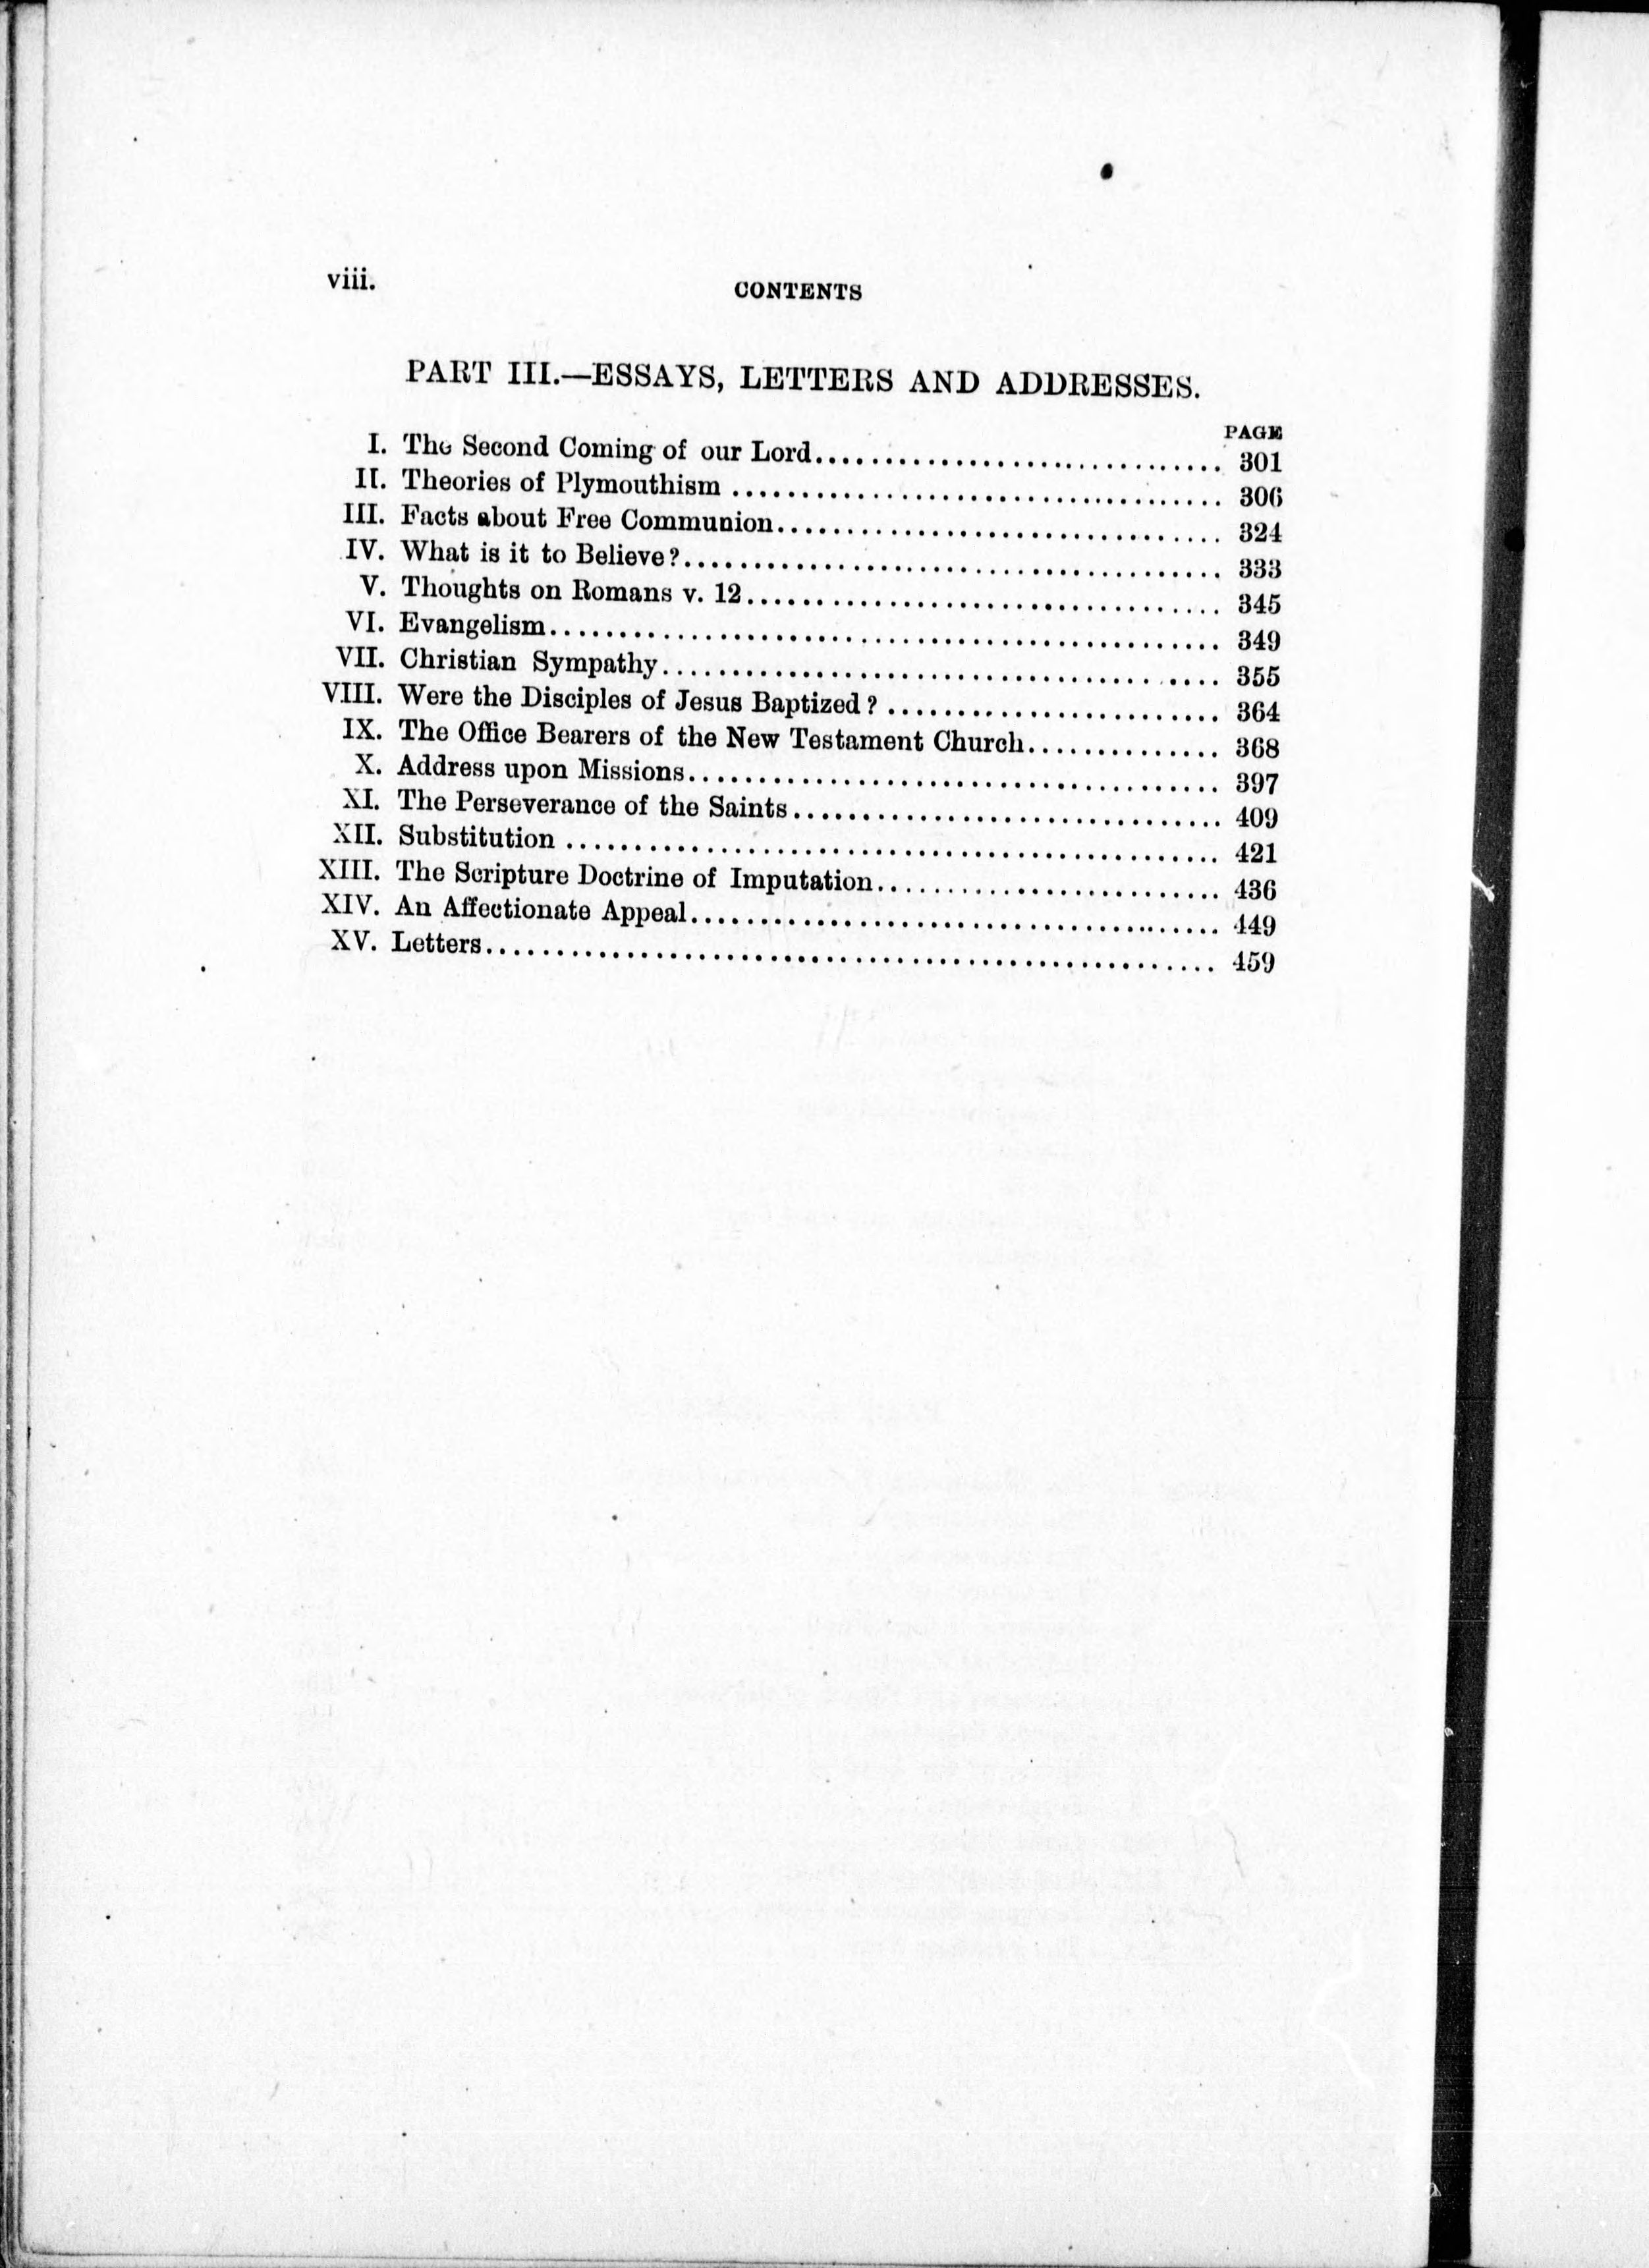 viii. CONTENTS
PART III.—ESSAYS, LETTERS AND ADDRESSES.
PAGE
I. The Second Coming of our Lord.............................. 301
II. Theories of Plymouthism .................................... 306
III. Facts about Free Communion................................ 324
IV. What is it to Believe?....................................... 333
V. Thoughts on Romans v. 12.................................. 345
VI. Evangelism................................................ 349
VII. Christian Sympathy........................................ 355
VIII. Were the Disciples of Jesus Baptized? ........................ 364
IX. The Office Bearers of the New Testament Church.............. 368
X. Address upon Missions...................................... 397
XI. The Perseverance of the Saints............................... 409
XII. Substitution ............................................... 421
XIII. The Scripture Doctrine of Imputation......................... 436
XIV. An Affectionate Appeal...................................... 449
XV. Letters.................................................... 459